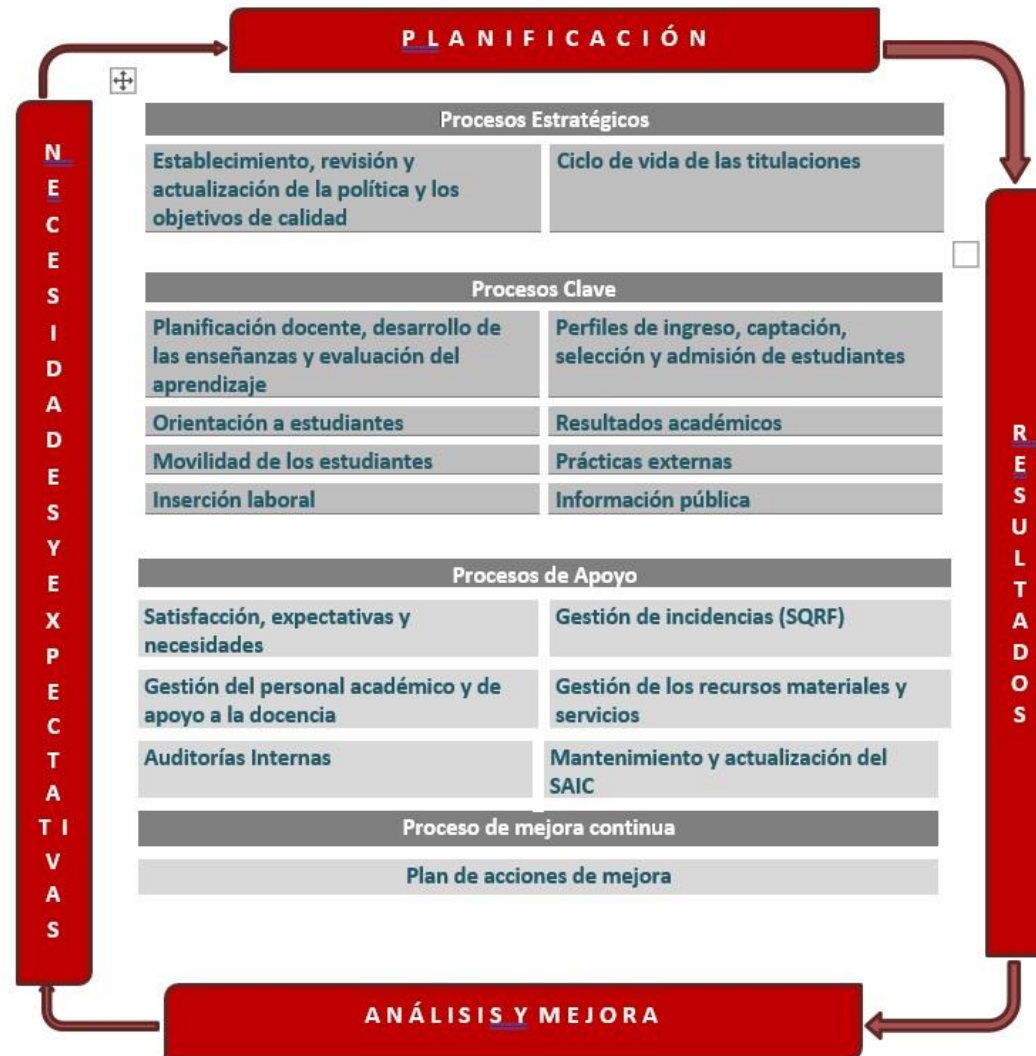 PLANIFICACIÓN
NECESIDADES Y EXPECTATIVAS
Procesos Estratégicos
Establecimiento, revisión y
actualización de la política y los
objetivos de calidad
Ciclo de vida de las titulaciones
Procesos Clave
Planificación docente, desarrollo de
las enseñanzas y evaluación del
aprendizaje
Perfiles de ingreso, captación,
selección y admisión de estudiantes
Orientación a estudiantes
Resultados académicos
Movilidad de los estudiantes
Prácticas externas
Inserción laboral
Información pública
Procesos de Apoyo
Satisfacción, expectativas y
necesidades
Gestión de incidencias (SQRF)
Gestión del personal académico y de
apoyo a la docencia
Gestión de los recursos materiales y
servicios
Auditorías Internas
Mantenimiento y actualización del
SAIC
Proceso de mejora continua
Plan de acciones de mejora
RESULTADOS
ANÁLISIS Y MEJORA